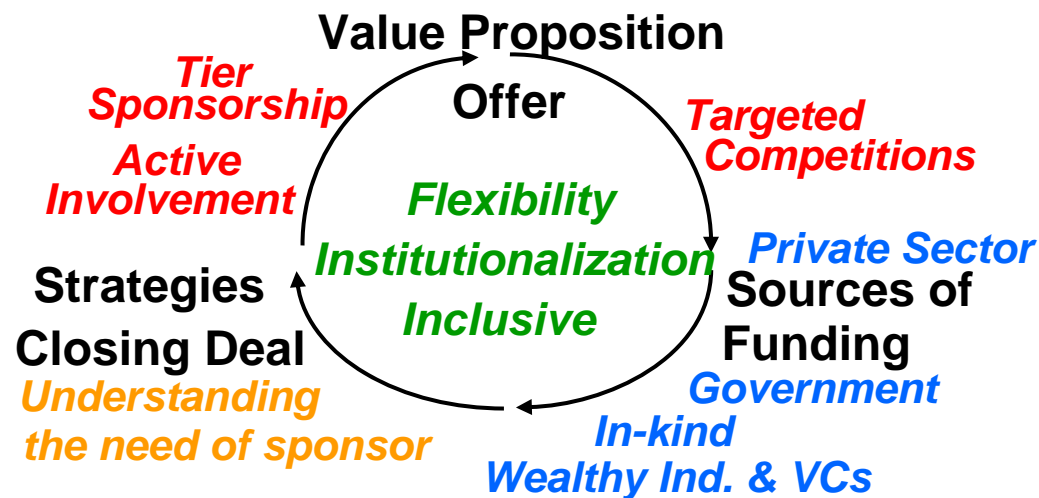 Value Proposition
Offer
Tier
Sponsorship
Active
Involvement
Targeted
Competitions
Flexibility
Institutionalization
Inclusive
Private Sector
Sources of
Funding
Government
In-kind
Wealthy Ind. & VCs
Strategies
Closing Deal
Understanding
the need of sponsor